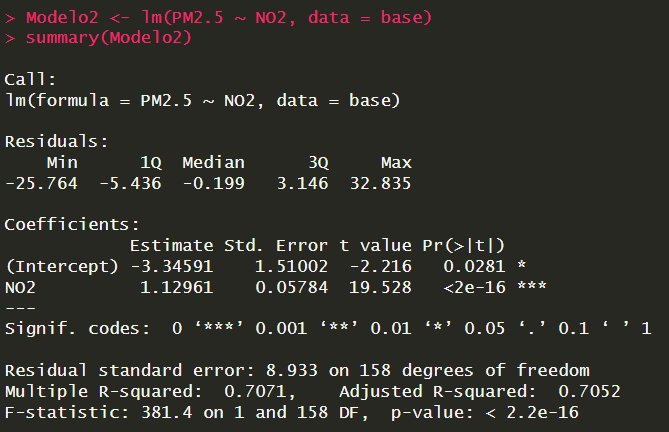 > Modelo2 <- lm(PM2.5 ~ NO2, data = base)
> summary(Modelo2)
Call:
lm(formula = PM2.5 ~ NO2, data = base)
Residuals:
    Min      1Q  Median      3Q     Max
-25.764  -5.436  -0.199   3.146  32.835
Coefficients:
            Estimate Std. Error t value Pr(>|t|)
(Intercept) -3.34591    1.51002  -2.216   0.0281 *
NO2          1.12961    0.05784  19.528   <2e-16 ***
---
Signif. codes:  0 ‘***’ 0.001 ‘**’ 0.01 ‘*’ 0.05 ‘.’ 0.1 ‘ ’ 1
Residual standard error: 8.933 on 158 degrees of freedom
Multiple R-squared:  0.7071,	Adjusted R-squared:  0.7052
F-statistic: 381.4 on 1 and 158 DF,  p-value: < 2.2e-16